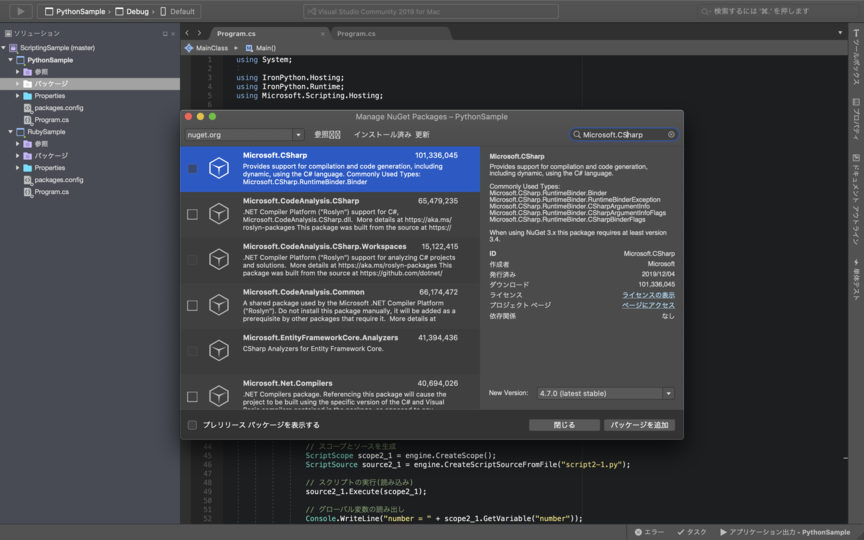 PythonSample › Debug › Default
Visual Studio Community 2019 for Mac
検索するには '⌘.' を押します
ソリューション
ScriptingSample (master)
PythonSample
参照
パッケージ
Properties
packages.config
Program.cs
RubySample
参照
パッケージ
Properties
packages.config
Program.cs
Program.cs
Program.cs
MainClass
Main()
1 using System;
2
3 using IronPython.Hosting;
4 using IronPython.Runtime;
5 using Microsoft.Scripting.Hosting;
6
Manage NuGet Packages – PythonSample
nuget.org
参照
インストール済み
更新
Microsoft.CSharp
Microsoft.CSharp 101,336,045
Provides support for compilation and code generation, including
dynamic, using the C# language. Commonly Used Types:
Microsoft.CSharp.RuntimeBinder.Binder
Microsoft.CodeAnalysis.CSharp 65,479,235
.NET Compiler Platform ("Roslyn") support for C#,
Microsoft.CodeAnalysis.CSharp.dll. More details at https://aka.ms/
roslyn-packages This package was built from the source at https://
Microsoft.CodeAnalysis.CSharp.Workspaces 15,122,415
.NET Compiler Platform ("Roslyn") support for analyzing C# projects
and solutions. More details at https://aka.ms/roslyn-packages This
package was built from the source at https://github.com/dotnet/
Microsoft.CodeAnalysis.Common 66,174,472
A shared package used by the Microsoft .NET Compiler Platform
("Roslyn"). Do not install this package manually, it will be added as a
prerequisite by other packages that require it. More details at
Microsoft.EntityFrameworkCore.Analyzers 41,394,436
CSharp Analyzers for Entity Framework Core.
Microsoft.Net.Compilers 40,694,026
.NET Compilers package. Referencing this package will cause the
project to be built using the specific version of the C# and Visual
Microsoft.CSharp
Provides support for compilation and code generation,
including dynamic, using the C# language.
Commonly Used Types:
Microsoft.CSharp.RuntimeBinder.Binder
Microsoft.CSharp.RuntimeBinder.RuntimeBinderException
Microsoft.CSharp.RuntimeBinder.CSharpArgumentInfo
Microsoft.CSharp.RuntimeBinder.CSharpArgumentInfoFlags
Microsoft.CSharp.RuntimeBinder.CSharpBinderFlags
When using NuGet 3.x this package requires at least version
3.4.
ID Microsoft.CSharp
作成者 Microsoft
発行済み 2019/12/04
ダウンロード 101,336,045
ライセンス ライセンスの表示
プロジェクト ページ ページにアクセス
依存関係 なし
New Version: 4.7.0 (latest stable)
プレリリース パッケージを表示する
閉じる
パッケージを追加
44 // スコープとソースを生成
45 ScriptScope scope2_1 = engine.CreateScope();
46 ScriptSource source2_1 = engine.CreateScriptSourceFromFile("script2-1.py");
47
48 // スクリプトの実行(読み込み)
49 source2_1.Execute(scope2_1);
50
51 // グローバル変数の読み出し
52 Console.WriteLine("number = " + scope2_1.GetVariable("number"));
ツールボックス
プロパティ
ドキュメント アウトライン
単体テスト
エラー
タスク
アプリケーション出力 - PythonSample